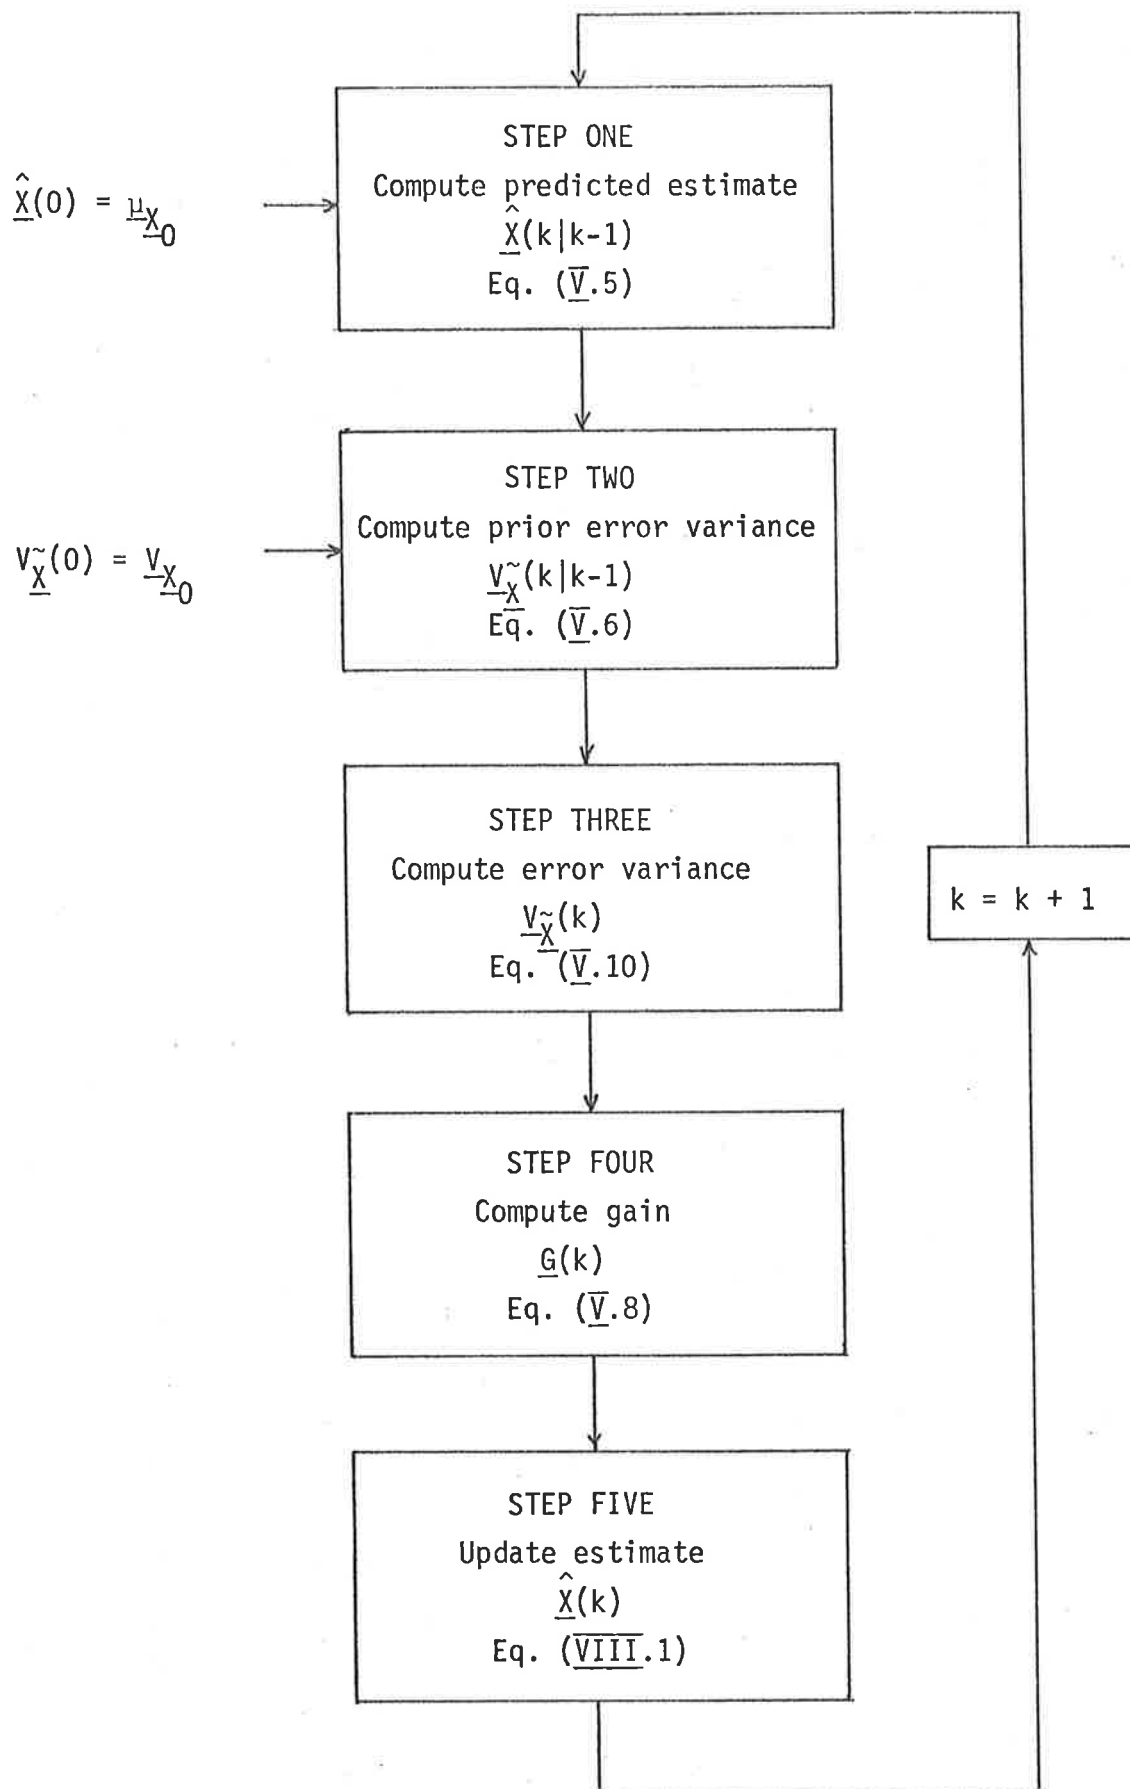 STEP ONE
Compute predicted estimate
X̂(0) = μ_X_0
X̂(k|k-1)
Eq. (V.5)
STEP TWO
Compute prior error variance
V_X̃(0) = V_X_0
V_X̃(k|k-1)
Eq. (V.6)
STEP THREE
Compute error variance
V_X̃(k)
Eq. (V.10)
k = k + 1
STEP FOUR
Compute gain
G(k)
Eq. (V.8)
STEP FIVE
Update estimate
X̂(k)
Eq. (VIII.1)